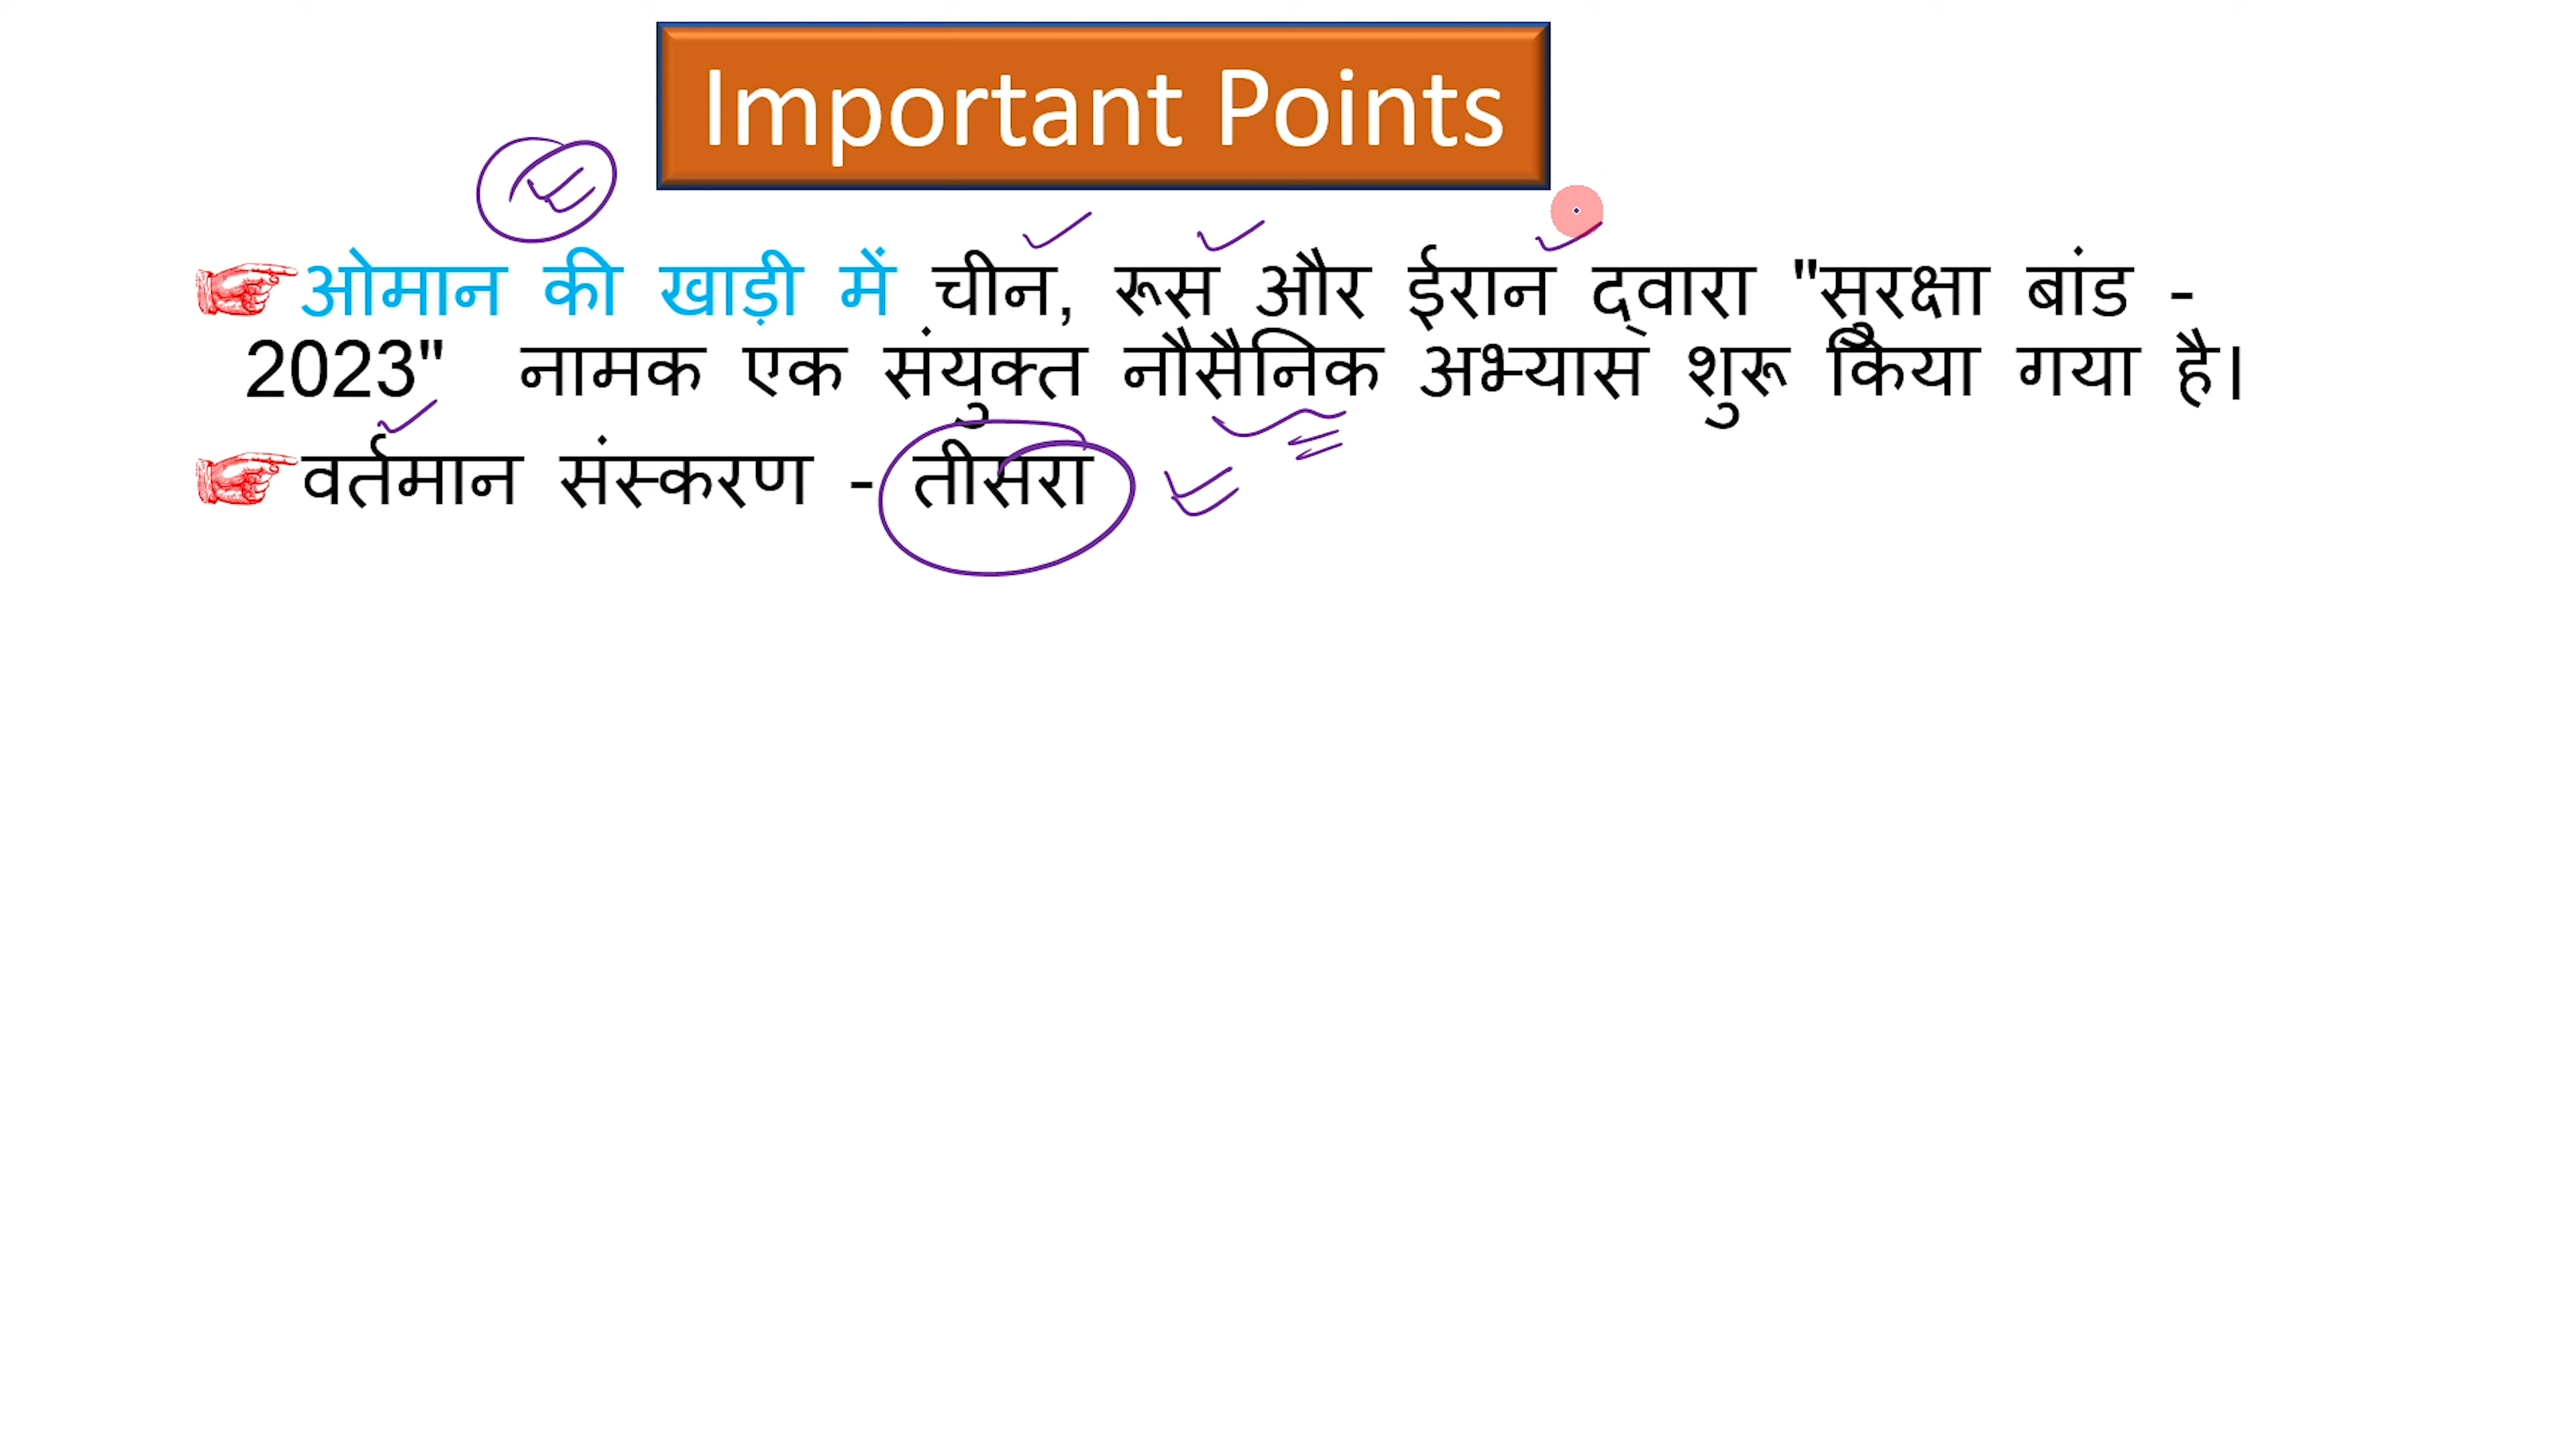 Important Points
ओमान की खाड़ी में चीन, रूस और ईरान द्वारा "सुरक्षा बांड -
2023" नामक एक संयुक्त नौसैनिक अभ्यास शुरू किया गया है।
वर्तमान संस्करण - तीसरा